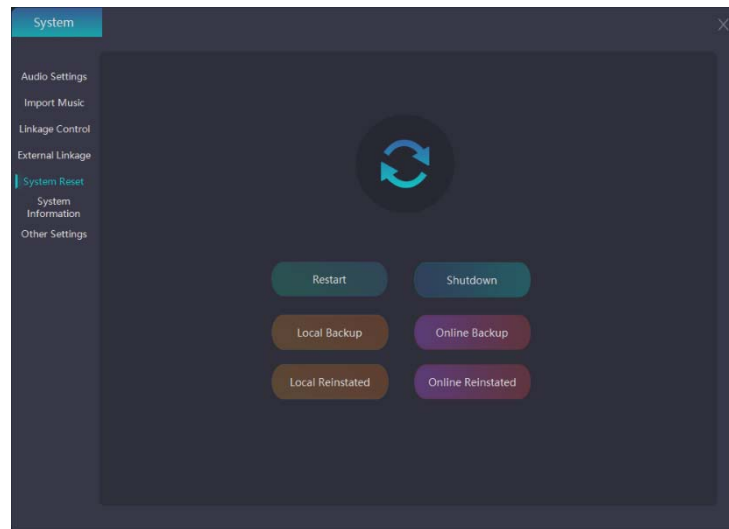 System
Audio Settings
Import Music
Linkage Control
External Linkage
System Reset
System
Information
Other Settings
Restart
Shutdown
Local Backup
Online Backup
Local Reinstated
Online Reinstated